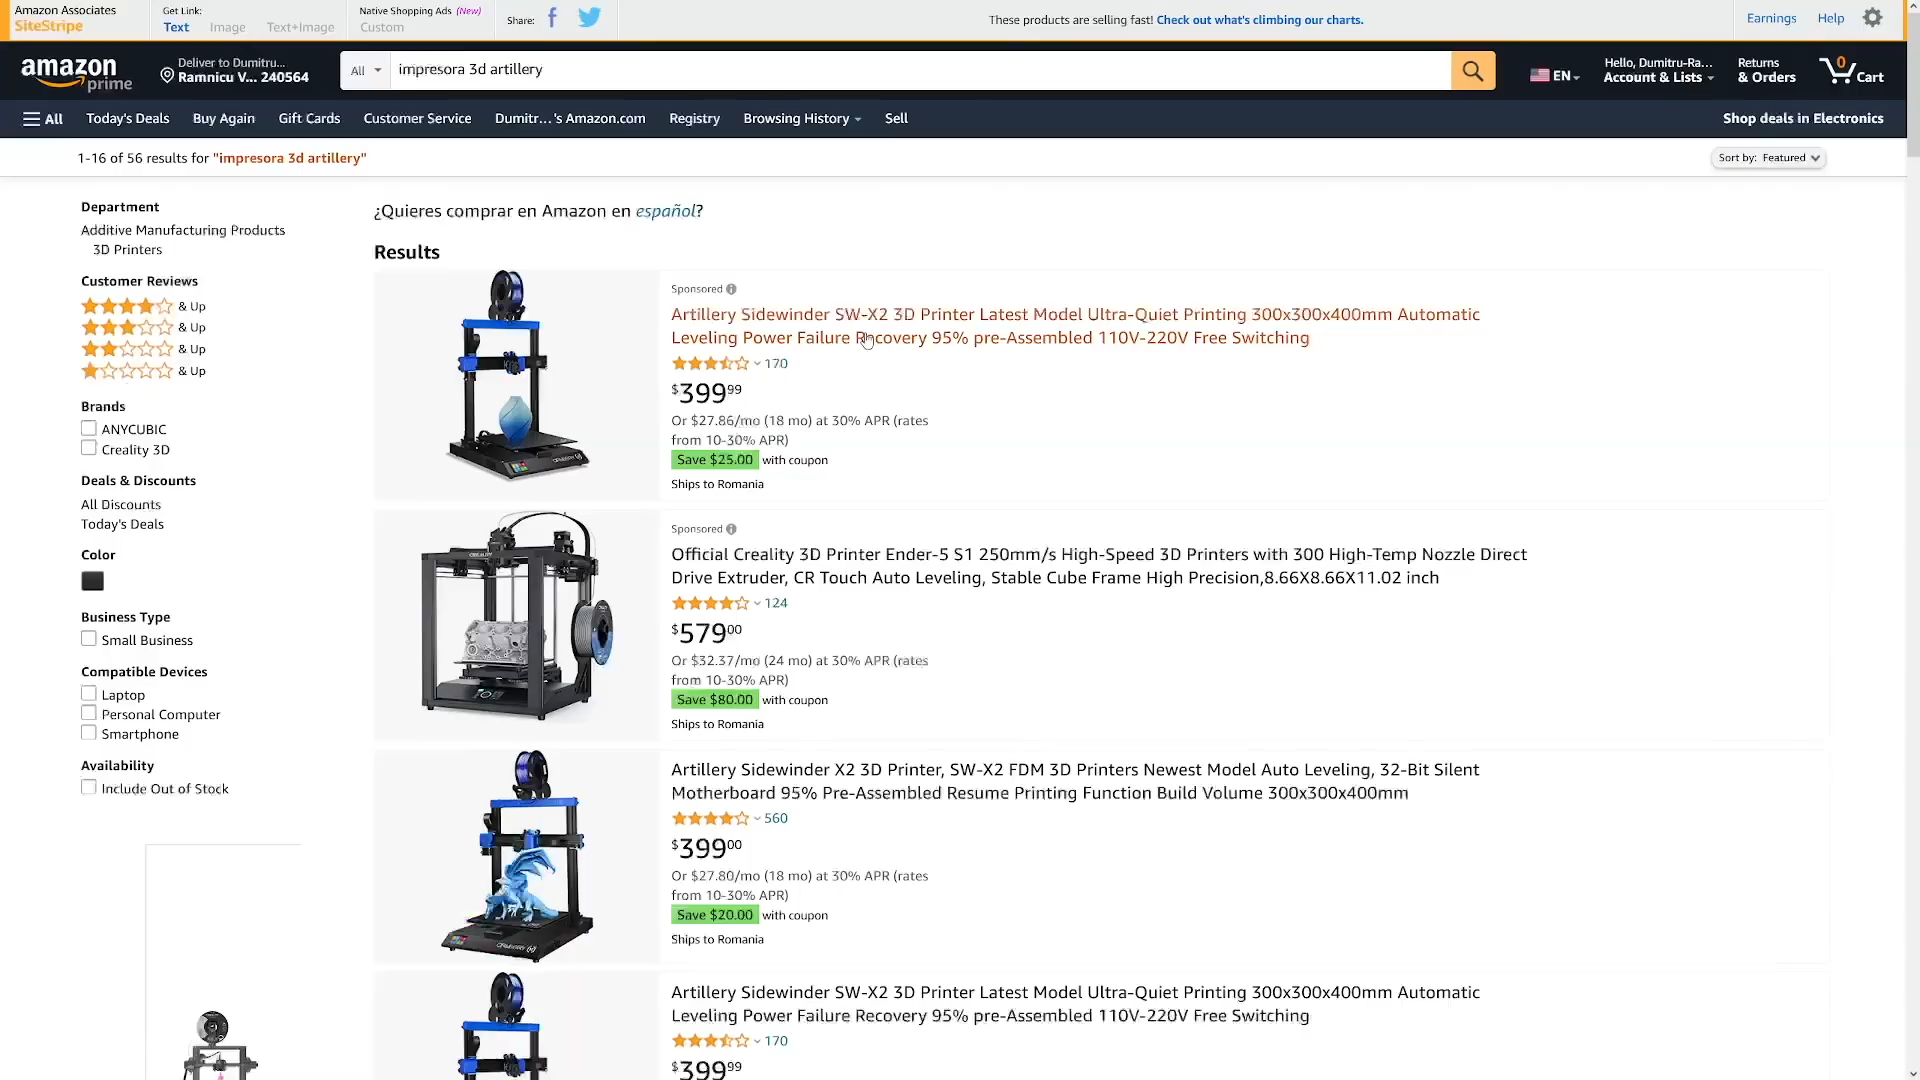 Amazon Associates
SiteStripe
Get Link:
Text Image Text+Image
Native Shopping Ads (New)
Custom
Share:
These products are selling fast! Check out what's climbing our charts.
Earnings Help
amazon
prime
Deliver to Dumitru...
Ramnicu V... 240564
All
impresora 3d artillery
EN
Hello, Dumitru-Ra...
Account & Lists
Returns
& Orders
0
Cart
All Today's Deals Buy Again Gift Cards Customer Service Dumitr...'s Amazon.com Registry Browsing History Sell
Shop deals in Electronics
1-16 of 56 results for "impresora 3d artillery"
Sort by: Featured
Department
Additive Manufacturing Products
3D Printers
Customer Reviews
& Up
& Up
& Up
& Up
Brands
ANYCUBIC
Creality 3D
Deals & Discounts
All Discounts
Today's Deals
Color
Business Type
Small Business
Compatible Devices
Laptop
Personal Computer
Smartphone
Availability
Include Out of Stock
¿Quieres comprar en Amazon en español?
Results
Sponsored
Artillery Sidewinder SW-X2 3D Printer Latest Model Ultra-Quiet Printing 300x300x400mm Automatic
Leveling Power Failure Recovery 95% pre-Assembled 110V-220V Free Switching
170
$399 99
Or $27.86/mo (18 mo) at 30% APR (rates
from 10-30% APR)
Save $25.00 with coupon
Ships to Romania
Sponsored
Official Creality 3D Printer Ender-5 S1 250mm/s High-Speed 3D Printers with 300 High-Temp Nozzle Direct
Drive Extruder, CR Touch Auto Leveling, Stable Cube Frame High Precision,8.66X8.66X11.02 inch
124
$579 00
Or $32.37/mo (24 mo) at 30% APR (rates
from 10-30% APR)
Save $80.00 with coupon
Ships to Romania
Artillery Sidewinder X2 3D Printer, SW-X2 FDM 3D Printers Newest Model Auto Leveling, 32-Bit Silent
Motherboard 95% Pre-Assembled Resume Printing Function Build Volume 300x300x400mm
560
$399 00
Or $27.80/mo (18 mo) at 30% APR (rates
from 10-30% APR)
Save $20.00 with coupon
Ships to Romania
Artillery Sidewinder SW-X2 3D Printer Latest Model Ultra-Quiet Printing 300x300x400mm Automatic
Leveling Power Failure Recovery 95% pre-Assembled 110V-220V Free Switching
170
$399 99